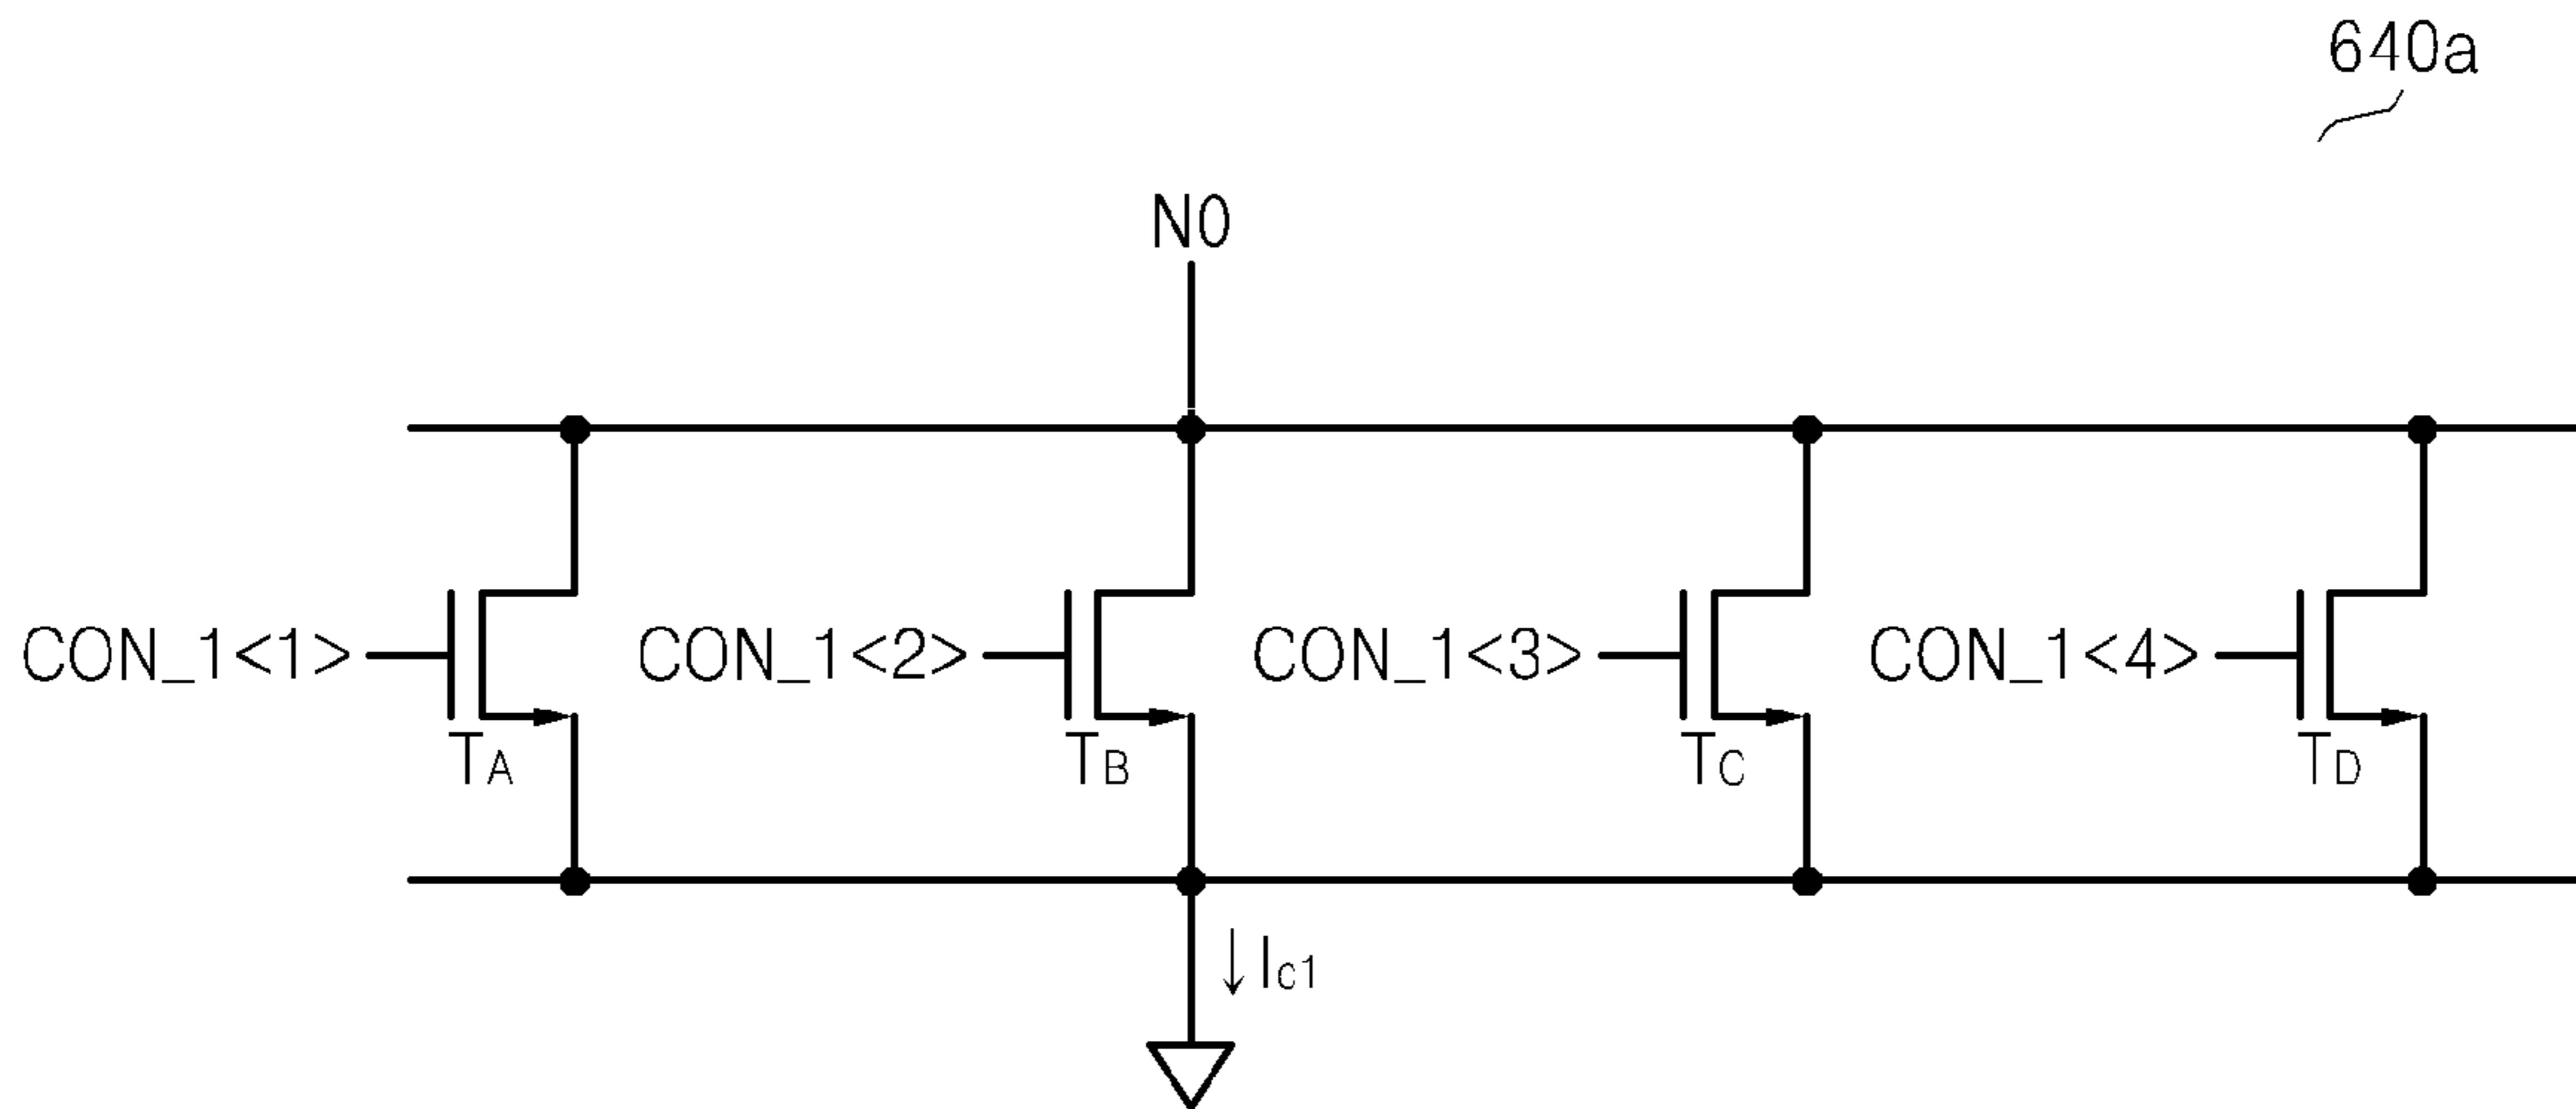 640a
N0
CON_1<1> CON_1<2> CON_1<3> CON_1<4>
TA TB TC TD
↓Ic1